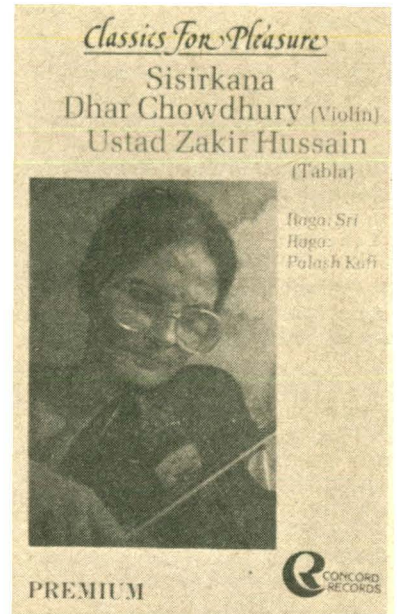 Classics For Pleasure
Sisirkana
Dhar Chowdhury (Violin)
Ustad Zakir Hussain
(Tabla)
Raga: Sri
Raga:
Palash Kafi
PREMIUM
CONCORD
RECORDS